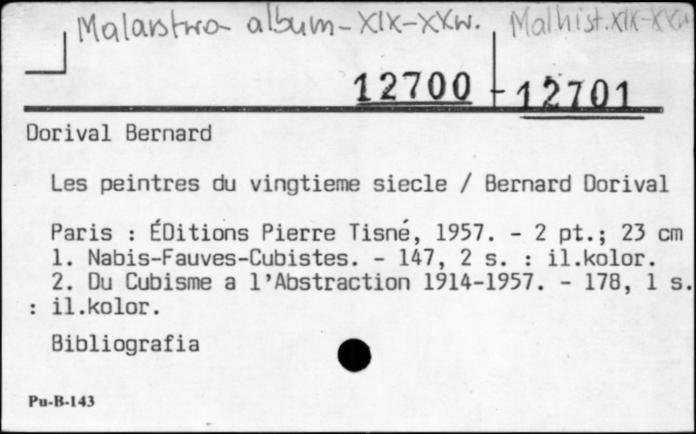 Malarstwo album-XIX-XXw. Malhist.XIX-XXw
12700 - 12701
Dorival Bernard
Les peintres du vingtieme siecle / Bernard Dorival
Paris : ÉDitions Pierre Tisné, 1957. - 2 pt.; 23 cm
1. Nabis-Fauves-Cubistes. - 147, 2 s. : il.kolor.
2. Du Cubisme a l'Abstraction 1914-1957. - 178, 1 s.
: il.kolor.
Bibliografia
Pu-B-143